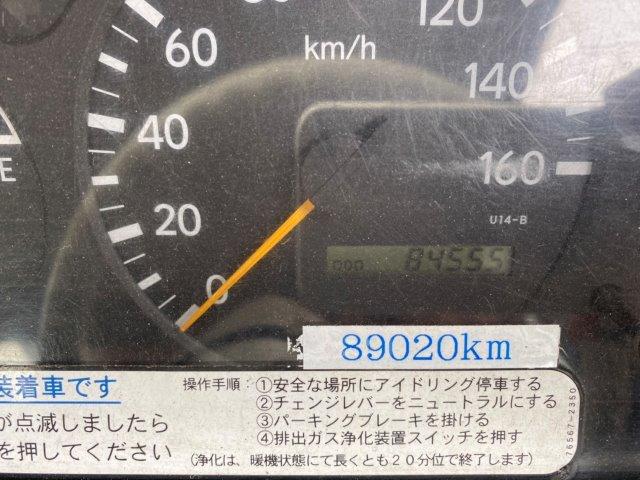 120
60
km/h
140
40
160
E
U14-B
20
ODO 84555
0
89020km
装着車です
が点滅しましたら
を押してください
操作手順：①安全な場所にアイドリング停車する
②チェンジレバーをニュートラルにする
③パーキングブレーキを掛ける
④排出ガス浄化装置スイッチを押す
（浄化は、暖機状態にて長くとも２０分位で終了します）
76567-2350